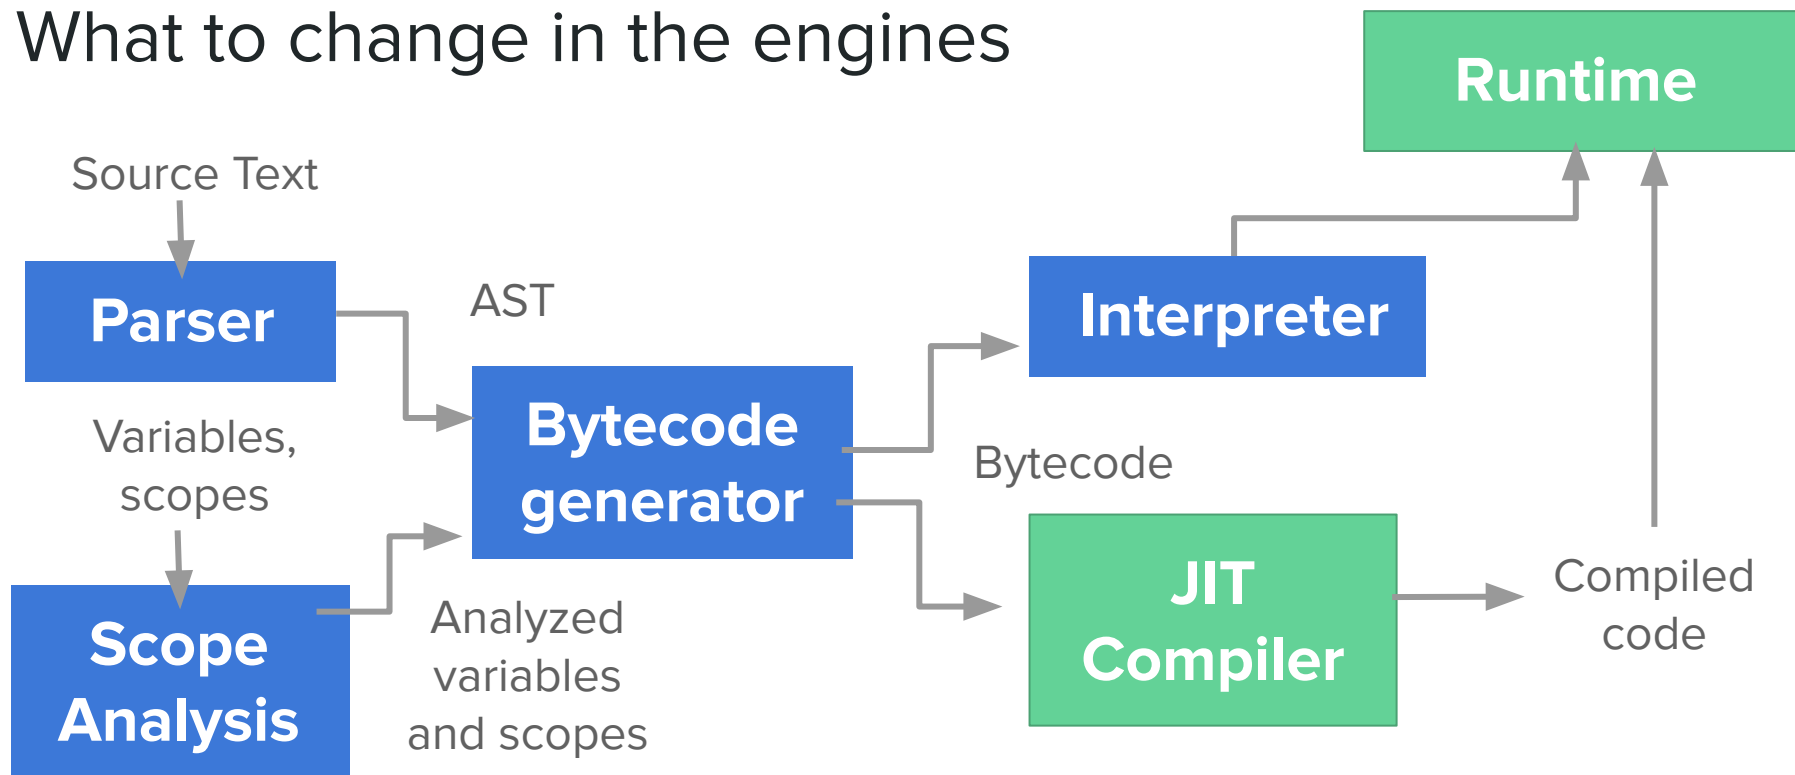 What to change in the engines
Runtime
Source Text
Parser
AST
Interpreter
Variables,
scopes
Bytecode
generator
Bytecode
JIT
Compiler
Compiled
code
Scope
Analysis
Analyzed
variables
and scopes